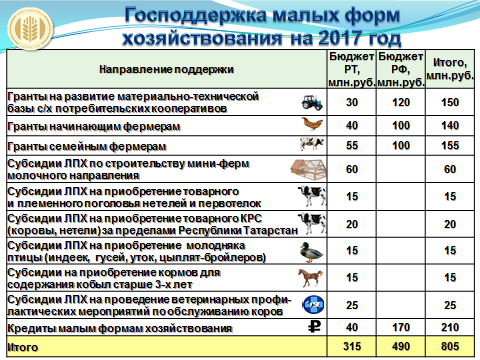 Господдержка малых форм
хозяйствования на 2017 год
Направление поддержки
Бюджет РТ, млн.руб.
Бюджет РФ, млн.руб.
Итого, млн.руб.
Гранты на развитие материально-технической
базы с/х потребительских кооперативов
30 120 150
Гранты начинающим фермерам 40 100 140
Гранты семейным фермерам 55 100 155
Субсидии ЛПХ по строительству мини-ферм
молочного направления
60 60
Субсидии ЛПХ на приобретение товарного
и племенного поголовья нетелей и первотелок
15 15
Субсидии ЛПХ на приобретение товарного КРС
(коровы, нетели) за пределами Республики Татарстан
20 20
Субсидии ЛПХ на приобретение молодняка
птицы (индеек, гусей, уток, цыплят-бройлеров)
15 15
Субсидии на приобретение кормов для
содержания кобыл старше 3-х лет
15 15
Субсидии ЛПХ на проведение ветеринарных профи-
лактических мероприятий по обслуживанию коров
25 25
Кредиты малым формам хозяйствования ₽ 40 170 210
Итого 315 490 805